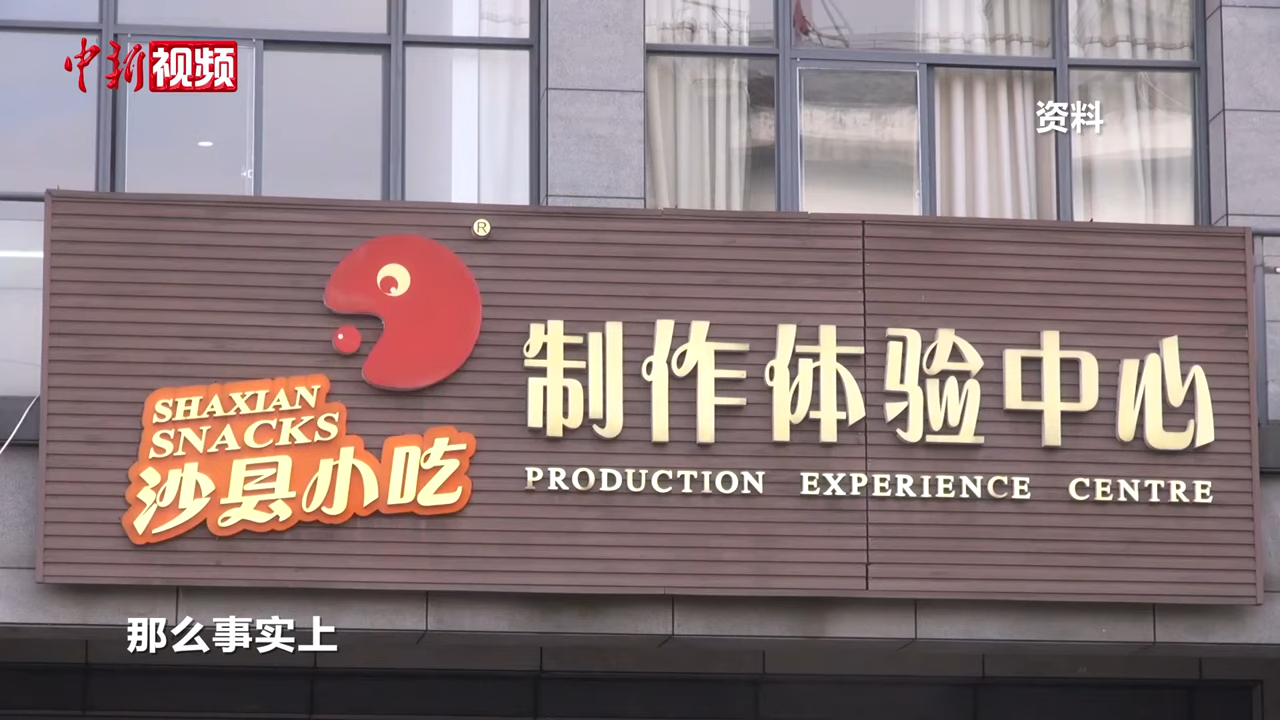 中新视频
资料
®
SHAXIAN
SNACKS
沙县小吃
制作体验中心
PRODUCTION EXPERIENCE CENTRE
那么事实上